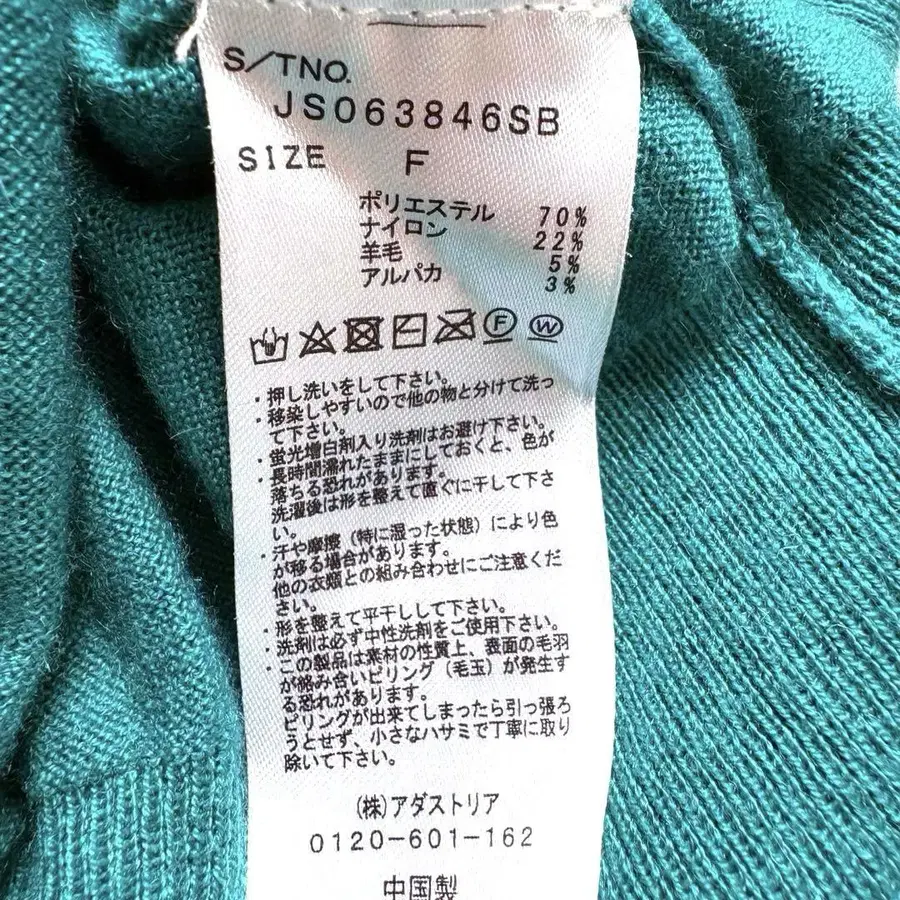 S/TNO.
JS063846SB
SIZE F
ポリエステル 70%
ナイロン 22%
羊毛 5%
アルパカ 3%
F W
・押し洗いをして下さい。
・移染しやすいので他の物と分けて洗っ
て下さい。
・蛍光増白剤入り洗剤はお避け下さい。
・長時間濡れたままにしておくと、色が
落ちる恐れがあります。
洗濯後は形を整えて直ぐに干して下さ
い。
・汗や摩擦（特に湿った状態）により色
が移る場合があります。
他の衣類との組み合わせにご注意くだ
さい。
・形を整えて平干しして下さい。
・洗剤は必ず中性洗剤をご使用下さい。
・この製品は素材の性質上、表面の毛羽
が絡み合いピリング（毛玉）が発生す
る恐れがあります。
ピリングが出来てしまったら引っ張ろ
うとせず、小さなハサミで丁寧に取り
除いて下さい。
（株）アダストリア
0120-601-162
中国製